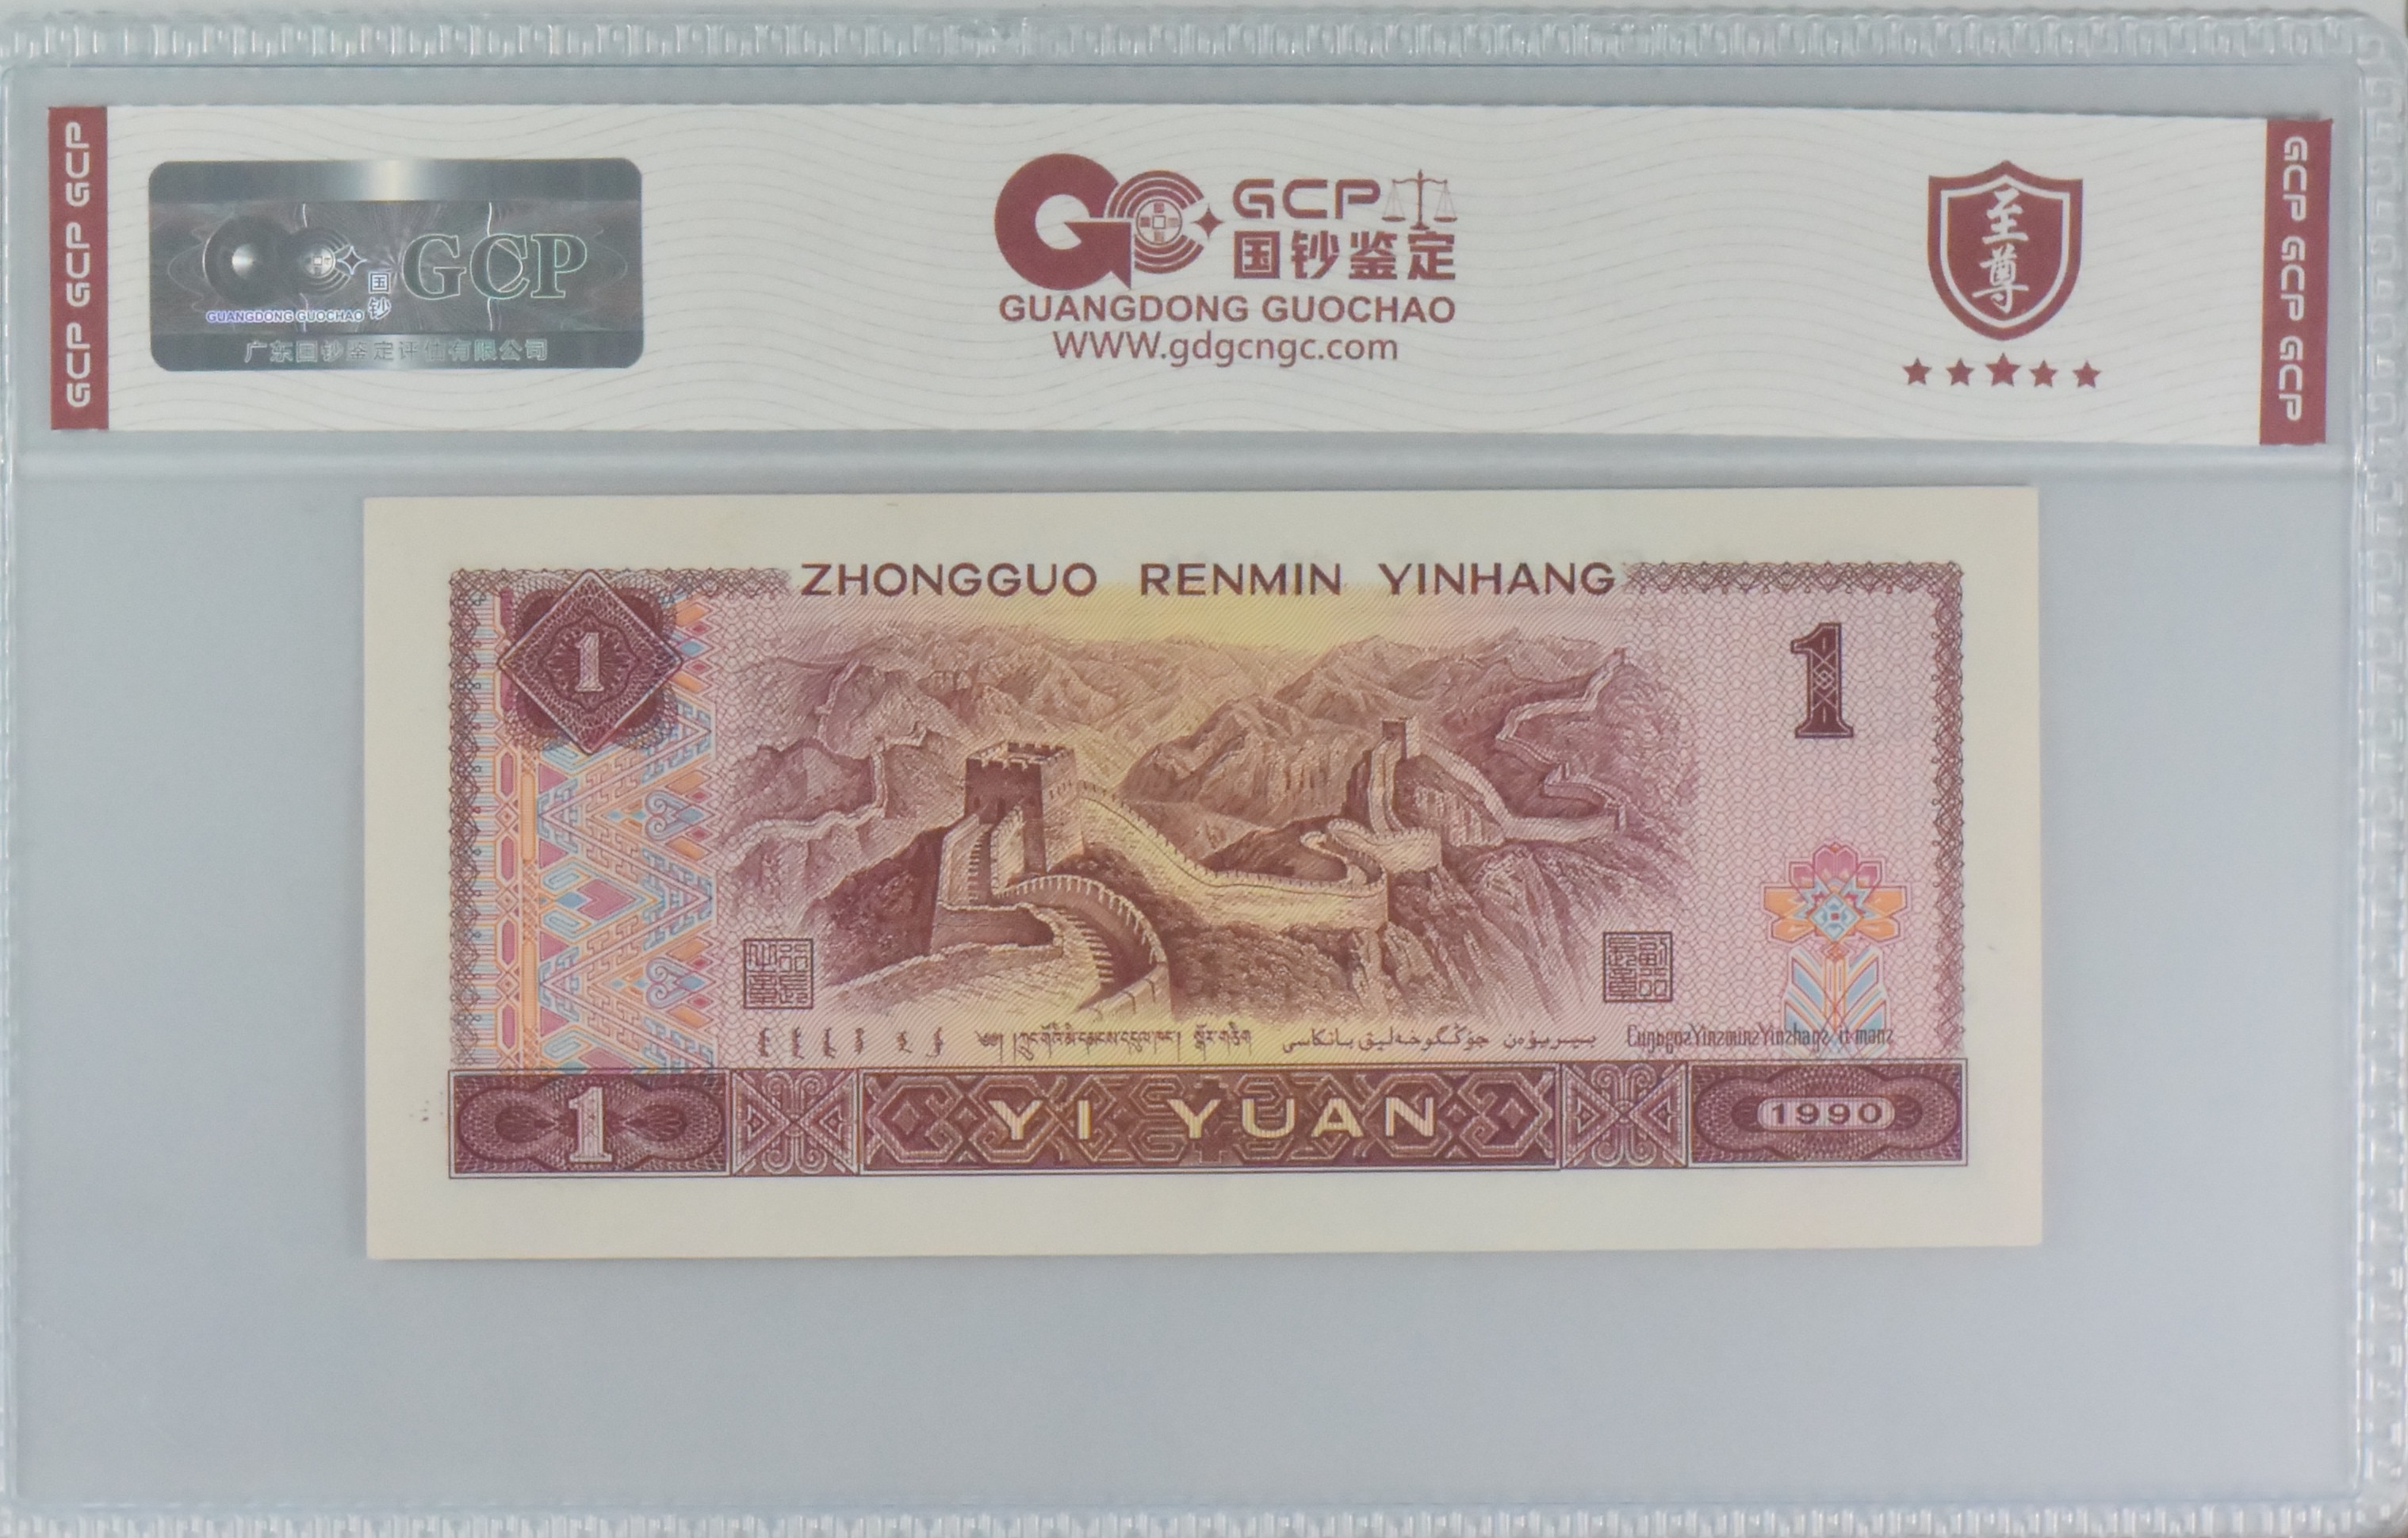 GCP GCP GCP
国钞
GCP
GUANGDONG GUOCHAO
广东国钞鉴定评估有限公司
GCP
国钞鉴定
GUANGDONG GUOCHAO
WWW.gdgcngc.com
至尊
GCP GCP GCP
ZHONGGUO RENMIN YINHANG
1
1
1
YI YUAN
1990